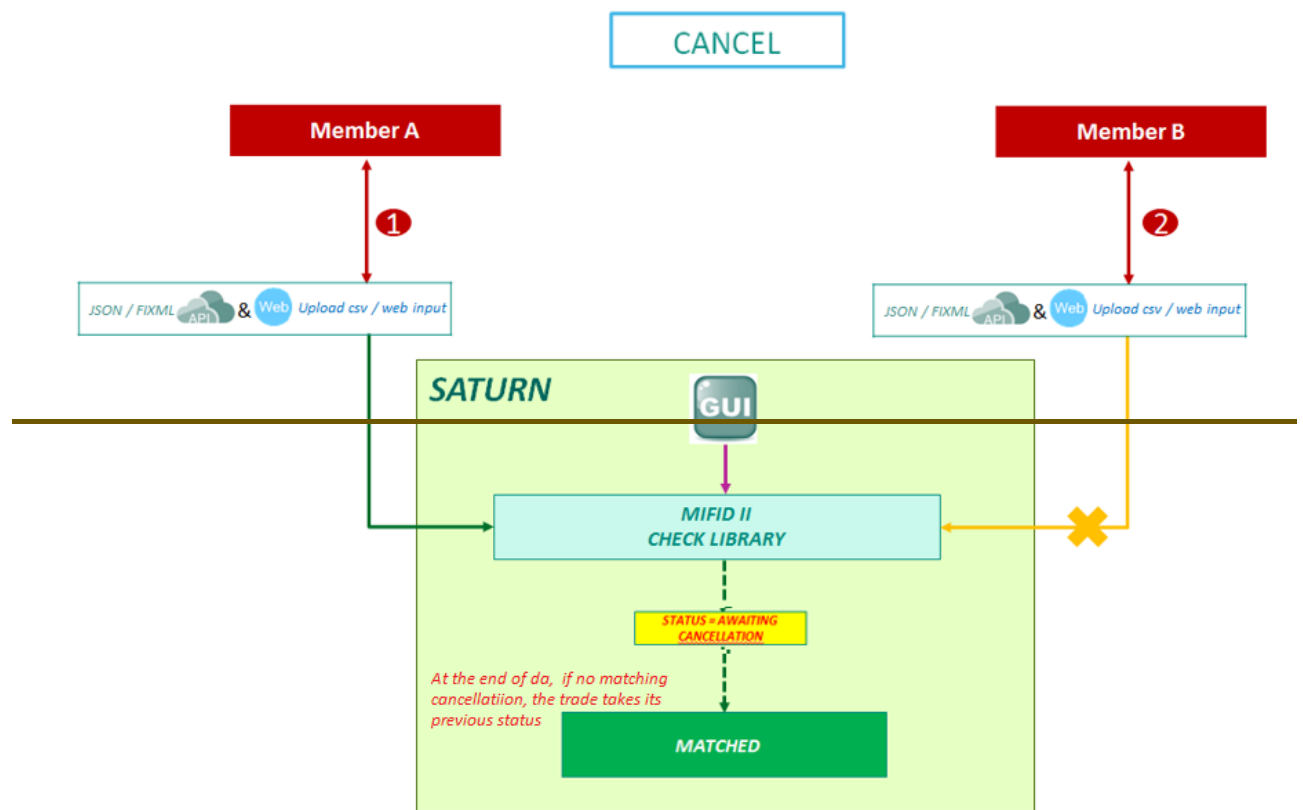 CANCEL
Member A
Member B
1
2
JSON / FIXML API & Web Upload csv / web input
JSON / FIXML API & Web Upload csv / web input
SATURN
GUI
MIFID II
CHECK LIBRARY
STATUS = AWAITING
CANCELLATION
At the end of da, if no matching
cancellatiion, the trade takes its
previous status
MATCHED